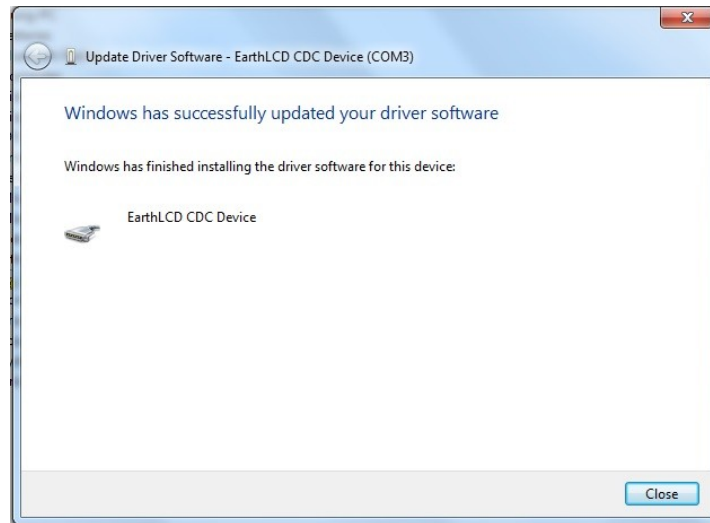 Update Driver Software - EarthLCD CDC Device (COM3)
Windows has successfully updated your driver software
Windows has finished installing the driver software for this device:
EarthLCD CDC Device
Close